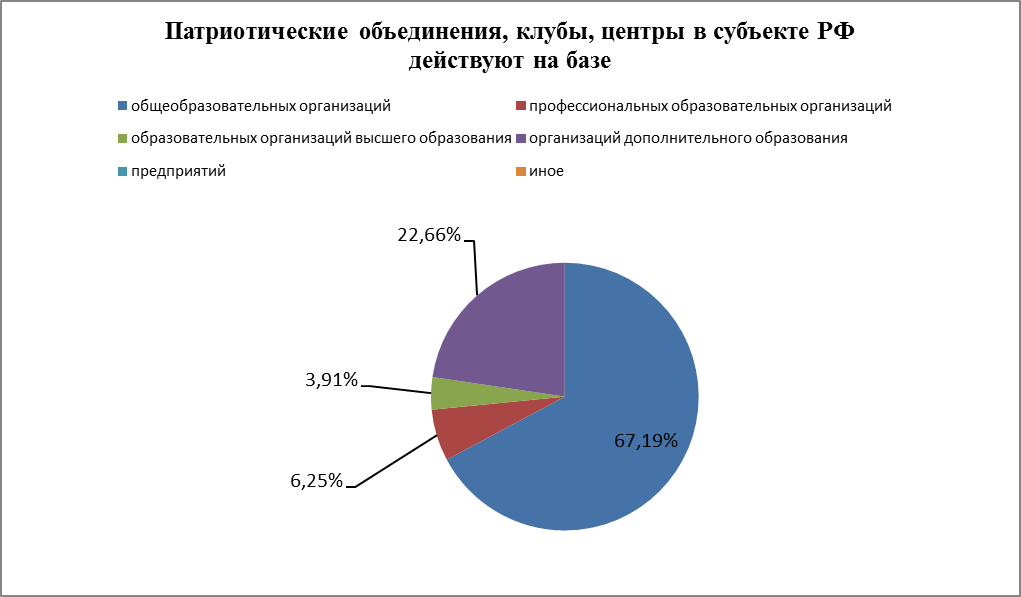 Патриотические объединения, клубы, центры в субъекте РФ
действуют на базе
общеобразовательных организаций
профессиональных образовательных организаций
образовательных организаций высшего образования
организаций дополнительного образования
предприятий
иное
22,66%
3,91%
67,19%
6,25%